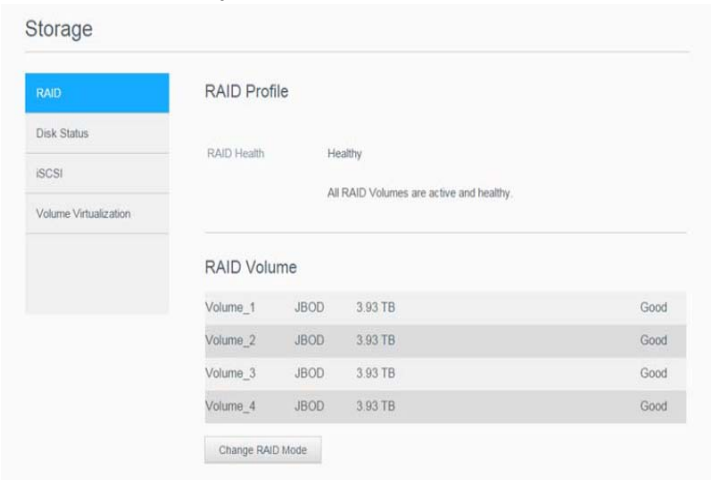 Storage
RAID
Disk Status
iSCSI
Volume Virtualization
RAID Profile
RAID Health Healthy
All RAID Volumes are active and healthy.
RAID Volume
Volume_1 JBOD 3.93 TB Good
Volume_2 JBOD 3.93 TB Good
Volume_3 JBOD 3.93 TB Good
Volume_4 JBOD 3.93 TB Good
Change RAID Mode